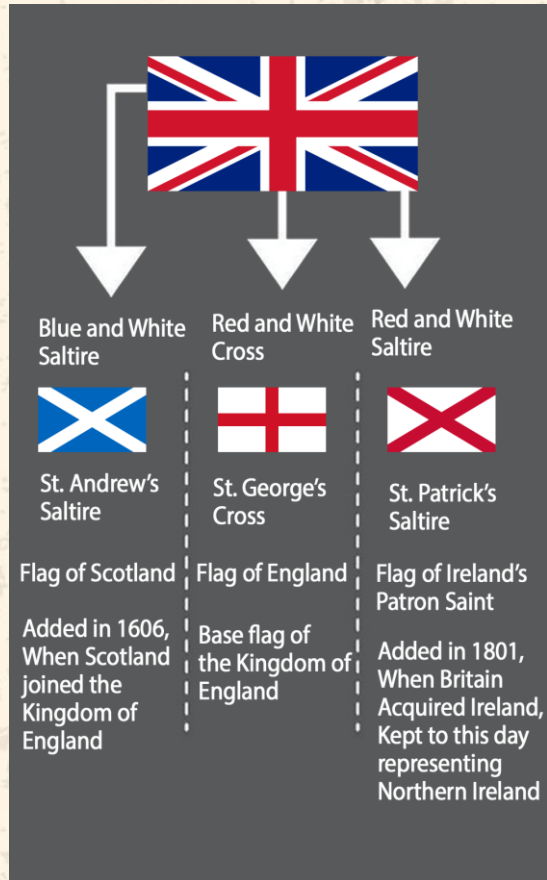 Blue and White
Saltire
Red and White
Cross
Red and White
Saltire
St. Andrew's
Saltire
St. George's
Cross
St. Patrick's
Saltire
Flag of Scotland
Flag of England
Flag of Ireland's
Patron Saint
Added in 1606,
When Scotland
joined the
Kingdom of
England
Base flag of
the Kingdom of
England
Added in 1801,
When Britain
Acquired Ireland,
Kept to this day
representing
Northern Ireland